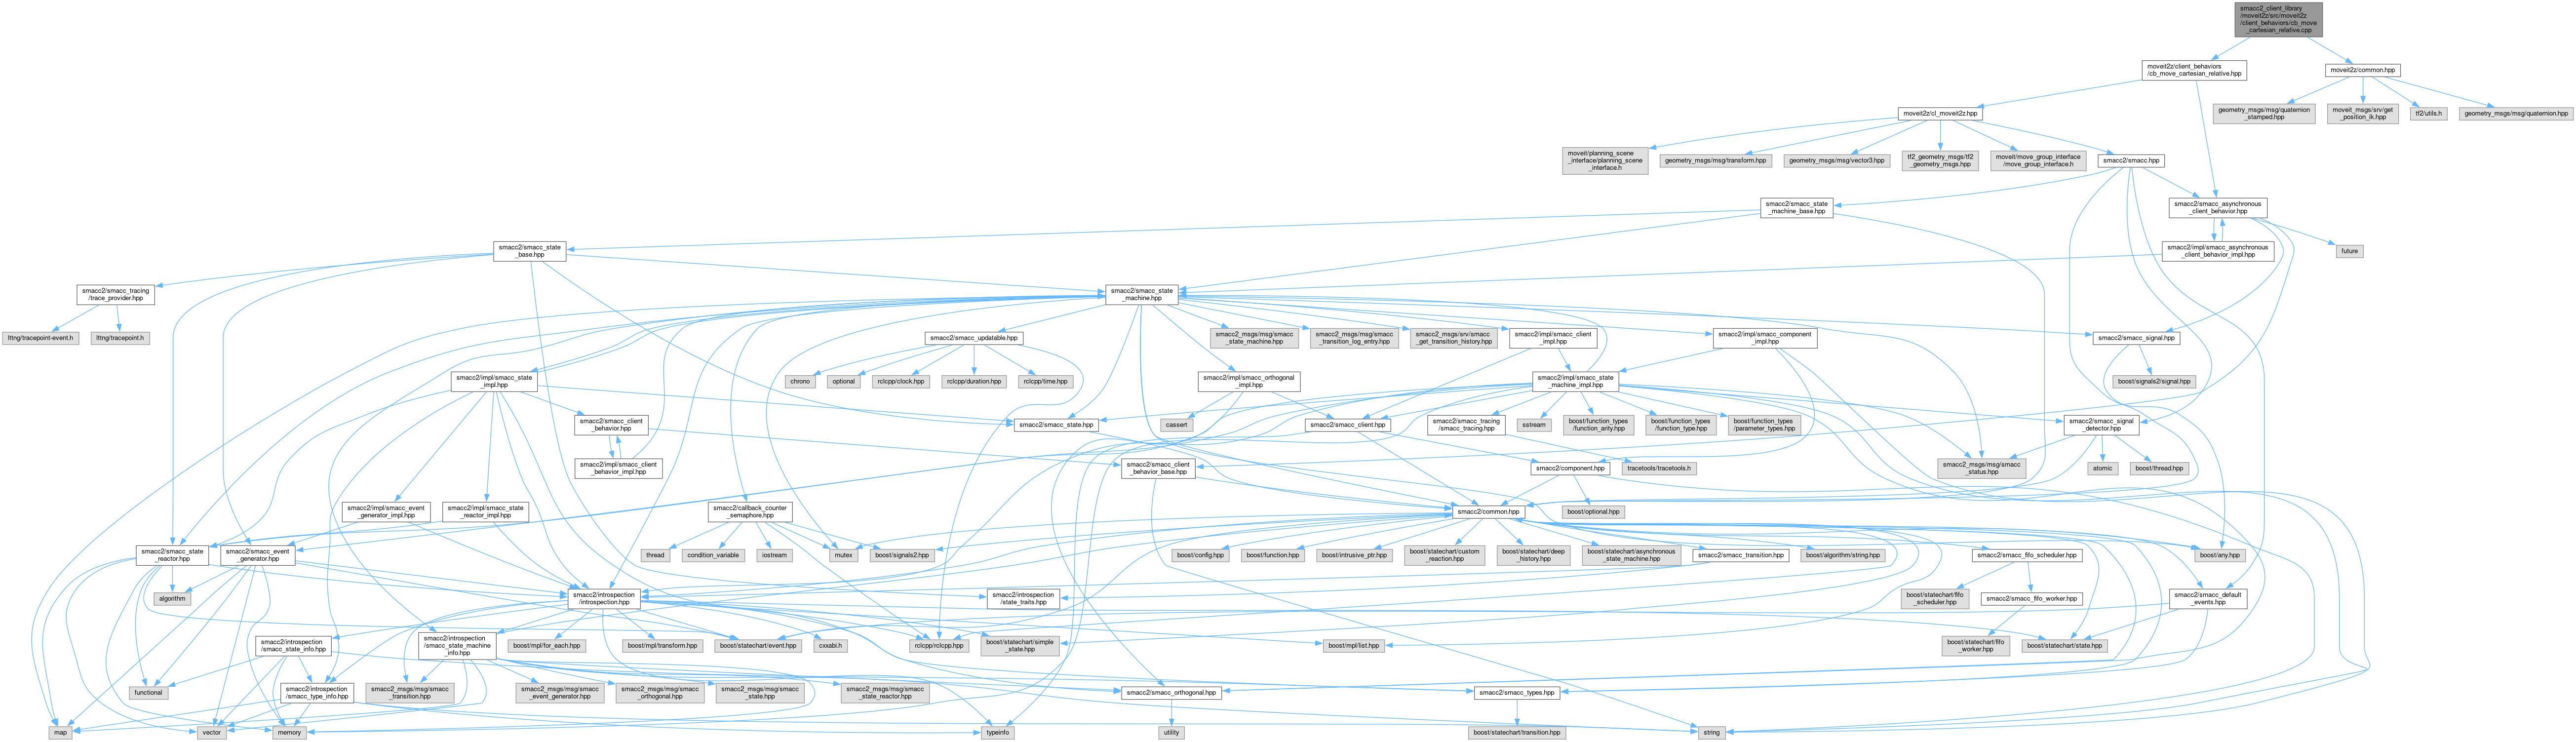 smacc2_client_library
/moveit2z/src/moveit2z
/client_behaviors/cb_move
_cartesian_relative.cpp
moveit2z/client_behaviors
/cb_move_cartesian_relative.hpp
moveit2z/common.hpp
moveit2z/cl_moveit2z.hpp
geometry_msgs/msg/quaternion
_stamped.hpp
moveit_msgs/srv/get
_position_ik.hpp
tf2/utils.h
geometry_msgs/msg/quaternion.hpp
moveit/planning_scene
_interface/planning_scene
_interface.h
geometry_msgs/msg/transform.hpp
geometry_msgs/msg/vector3.hpp
tf2_geometry_msgs/tf2
_geometry_msgs.hpp
moveit/move_group_interface
/move_group_interface.h
smacc2/smacc.hpp
smacc2/smacc_state
_machine_base.hpp
smacc2/smacc_asynchronous
_client_behavior.hpp
smacc2/smacc_state
_base.hpp
smacc2/impl/smacc_asynchronous
_client_behavior_impl.hpp
future
smacc2/smacc_tracing
/trace_provider.hpp
smacc2/smacc_state
_machine.hpp
lttng/tracepoint-event.h
lttng/tracepoint.h
smacc2/smacc_updatable.hpp
smacc2_msgs/msg/smacc
_state_machine.hpp
smacc2_msgs/msg/smacc
_transition_log_entry.hpp
smacc2_msgs/srv/smacc
_get_transition_history.hpp
smacc2/impl/smacc_client
_impl.hpp
smacc2/impl/smacc_component
_impl.hpp
smacc2/smacc_signal.hpp
smacc2/impl/smacc_state
_impl.hpp
chrono
optional
rclcpp/clock.hpp
rclcpp/duration.hpp
rclcpp/time.hpp
smacc2/impl/smacc_orthogonal
_impl.hpp
smacc2/impl/smacc_state
_machine_impl.hpp
boost/signals2/signal.hpp
smacc2/smacc_client
_behavior.hpp
smacc2/smacc_state.hpp
cassert
smacc2/smacc_client.hpp
smacc2/smacc_tracing
/smacc_tracing.hpp
sstream
boost/function_types
/function_arity.hpp
boost/function_types
/function_type.hpp
boost/function_types
/parameter_types.hpp
smacc2/smacc_signal
_detector.hpp
smacc2/impl/smacc_client
_behavior_impl.hpp
smacc2/smacc_client
_behavior_base.hpp
smacc2/component.hpp
tracetools/tracetools.h
smacc2_msgs/msg/smacc
_status.hpp
atomic
boost/thread.hpp
smacc2/impl/smacc_event
_generator_impl.hpp
smacc2/impl/smacc_state
_reactor_impl.hpp
smacc2/callback_counter
_semaphore.hpp
smacc2/common.hpp
boost/optional.hpp
smacc2/smacc_state
_reactor.hpp
smacc2/smacc_event
_generator.hpp
thread
condition_variable
iostream
mutex
boost/signals2.hpp
boost/config.hpp
boost/function.hpp
boost/intrusive_ptr.hpp
boost/statechart/custom
_reaction.hpp
boost/statechart/deep
_history.hpp
boost/statechart/asynchronous
_state_machine.hpp
smacc2/smacc_transition.hpp
boost/algorithm/string.hpp
smacc2/smacc_fifo_scheduler.hpp
boost/any.hpp
algorithm
smacc2/introspection
/introspection.hpp
smacc2/introspection
/state_traits.hpp
boost/statechart/fifo
_scheduler.hpp
smacc2/smacc_fifo_worker.hpp
smacc2/smacc_default
_events.hpp
smacc2/introspection
/smacc_state_info.hpp
smacc2/introspection
/smacc_state_machine
_info.hpp
boost/mpl/for_each.hpp
boost/mpl/transform.hpp
boost/statechart/event.hpp
cxxabi.h
rclcpp/rclcpp.hpp
boost/statechart/simple
_state.hpp
boost/mpl/list.hpp
boost/statechart/fifo
_worker.hpp
boost/statechart/state.hpp
functional
smacc2/introspection
/smacc_type_info.hpp
smacc2_msgs/msg/smacc
_transition.hpp
smacc2_msgs/msg/smacc
_event_generator.hpp
smacc2_msgs/msg/smacc
_orthogonal.hpp
smacc2_msgs/msg/smacc
_state.hpp
smacc2_msgs/msg/smacc
_state_reactor.hpp
smacc2/smacc_orthogonal.hpp
smacc2/smacc_types.hpp
map
vector
memory
typeinfo
utility
boost/statechart/transition.hpp
string